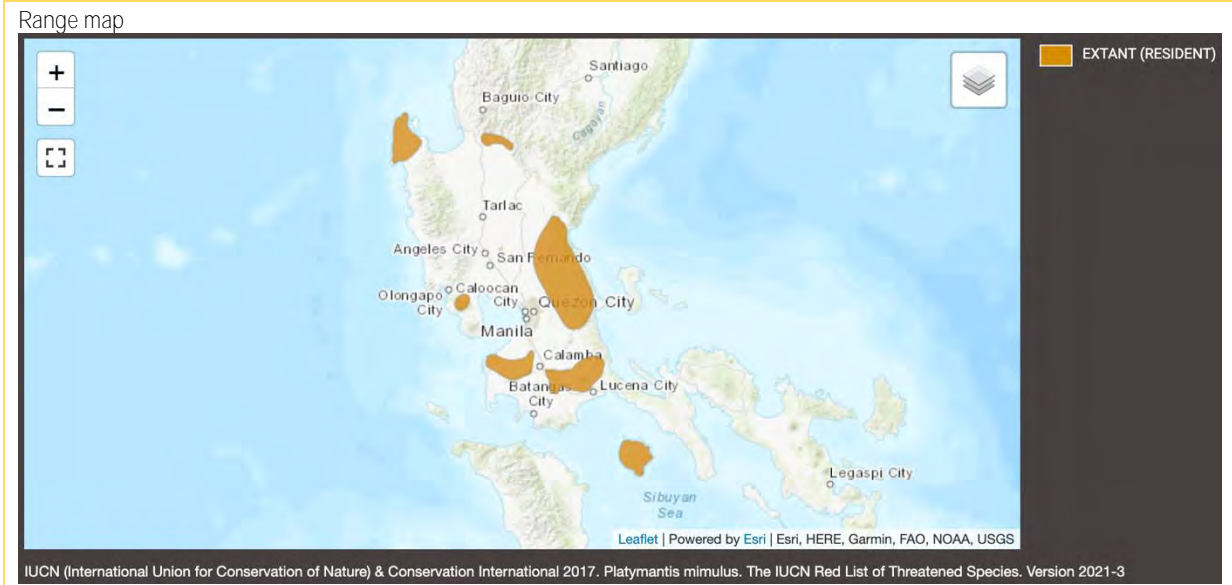 Range map
+
−
EXTANT (RESIDENT)
Santiago
Baguio City
Cagayan
Tarlac
Angeles City
San Fernando
Olongapo
City
Caloocan
City
Quezon City
Manila
Calamba
Batangas
City
Lucena City
Legaspi City
Sibuyan
Sea
Leaflet | Powered by Esri | Esri, HERE, Garmin, FAO, NOAA, USGS
IUCN (International Union for Conservation of Nature) & Conservation International 2017. Platymantis mimulus. The IUCN Red List of Threatened Species. Version 2021-3